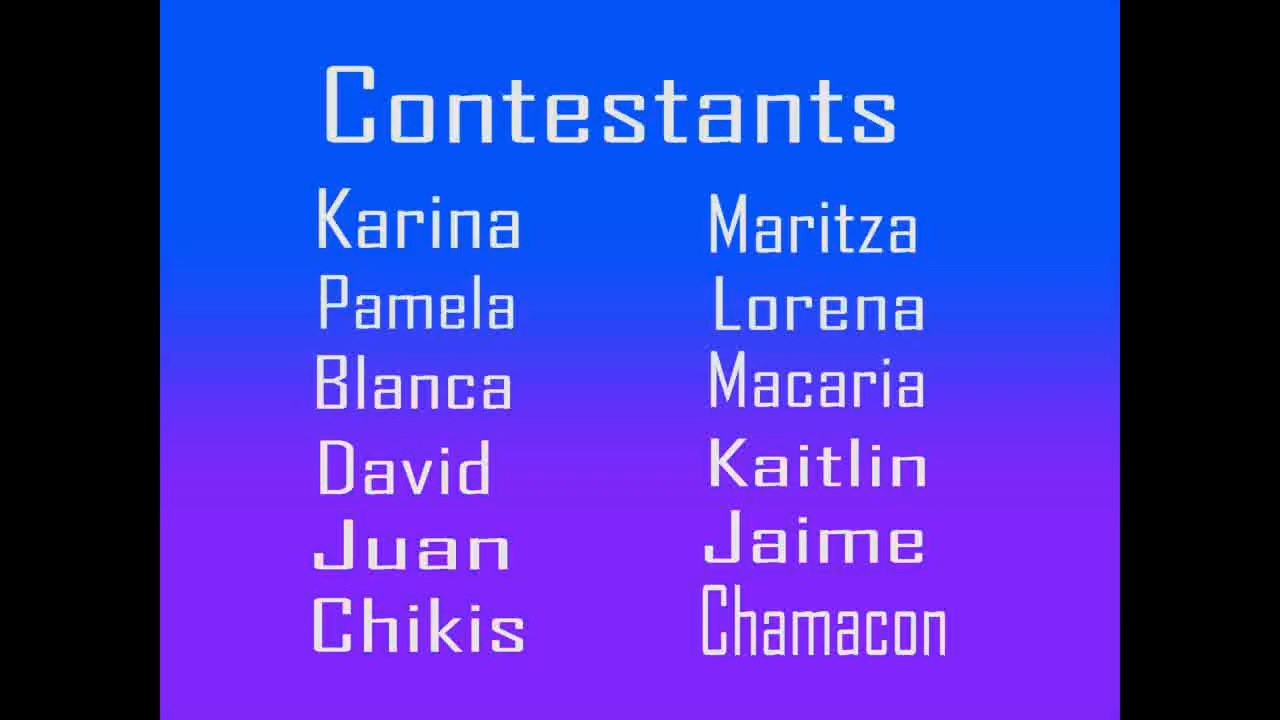 Contestants
Karina
Maritza
Pamela
Lorena
Blanca
Macaria
David
Kaitlin
Juan
Jaime
Chikis
Chamacon